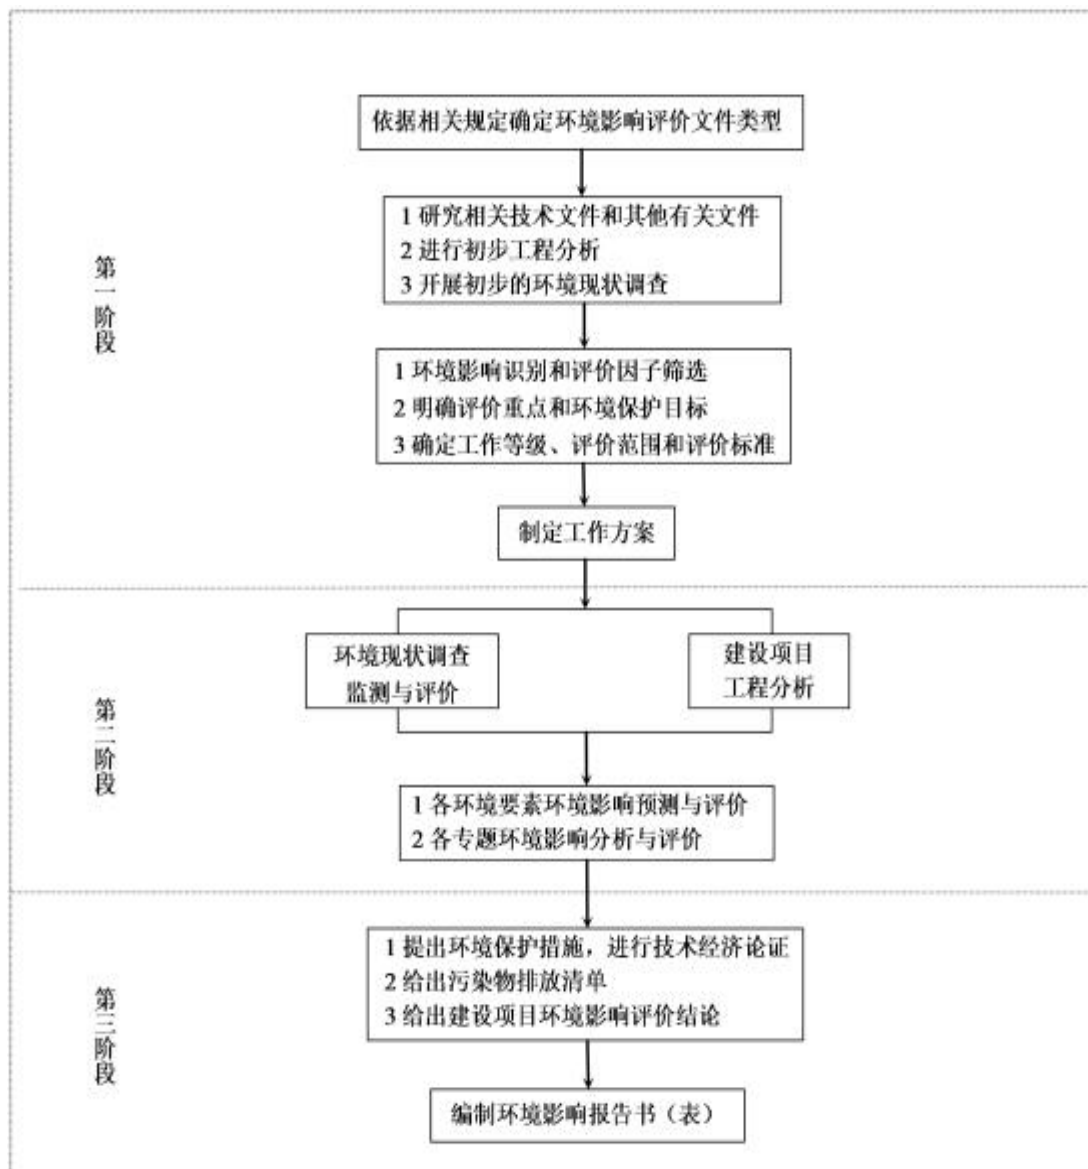 依据相关规定确定环境影响评价文件类型
1 研究相关技术文件和其他有关文件
2 进行初步工程分析
3 开展初步的环境现状调查
第一阶段
1 环境影响识别和评价因子筛选
2 明确评价重点和环境保护目标
3 确定工作等级、评价范围和评价标准
制定工作方案
环境现状调查
监测与评价
建设项目
工程分析
第二阶段
1 各环境要素环境影响预测与评价
2 各专题环境影响分析与评价
1 提出环境保护措施，进行技术经济论证
2 给出污染物排放清单
3 给出建设项目环境影响评价结论
第三阶段
编制环境影响报告书（表）